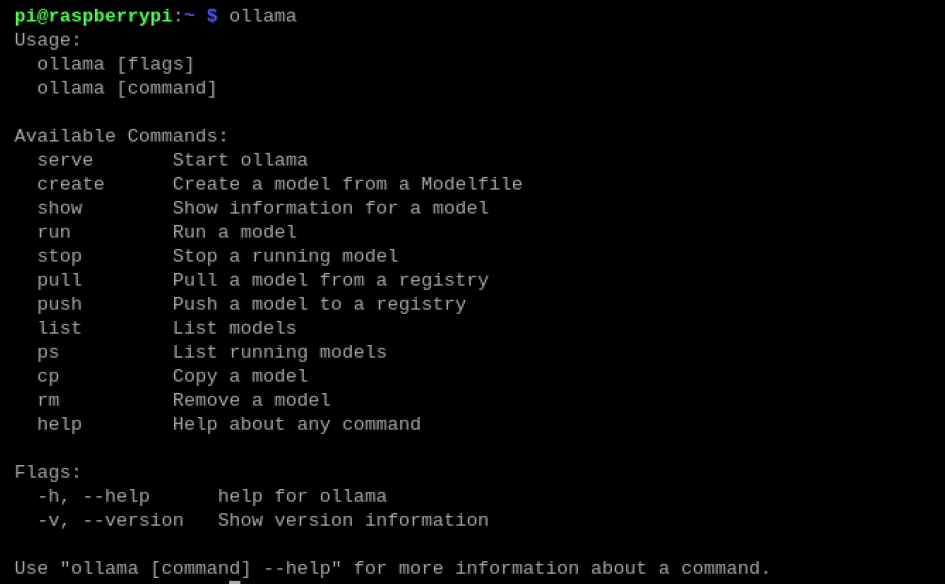 pi@raspberrypi:~ $ ollama
Usage:
  ollama [flags]
  ollama [command]

Available Commands:
  serve       Start ollama
  create      Create a model from a Modelfile
  show        Show information for a model
  run         Run a model
  stop        Stop a running model
  pull        Pull a model from a registry
  push        Push a model to a registry
  list        List models
  ps          List running models
  cp          Copy a model
  rm          Remove a model
  help        Help about any command

Flags:
  -h, --help      help for ollama
  -v, --version   Show version information

Use "ollama [command] --help" for more information about a command.